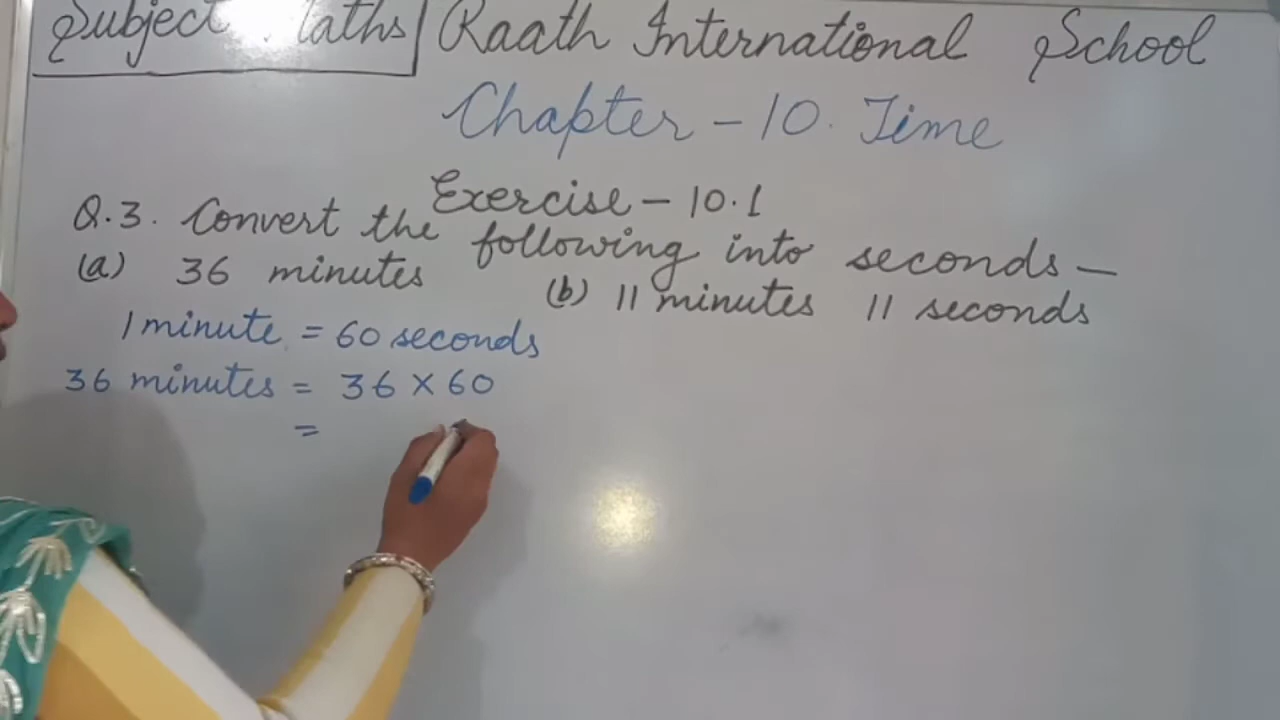 Subject : Maths Raath International School
Chapter - 10. Time
Exercise - 10.1
Q.3. Convert the following into seconds -
(a) 36 minutes (b) 11 minutes 11 seconds
1 minute = 60 seconds
36 minutes = 36 × 60
=